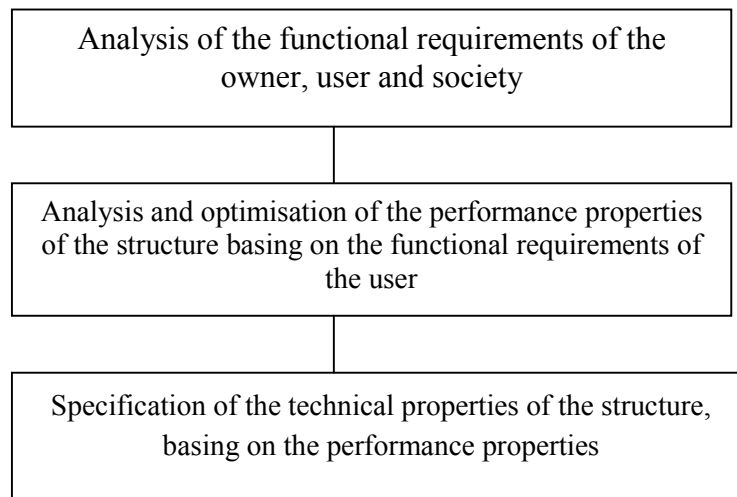 Analysis of the functional requirements of the
owner, user and society
Analysis and optimisation of the performance properties
of the structure basing on the functional requirements of
the user
Specification of the technical properties of the structure,
basing on the performance properties